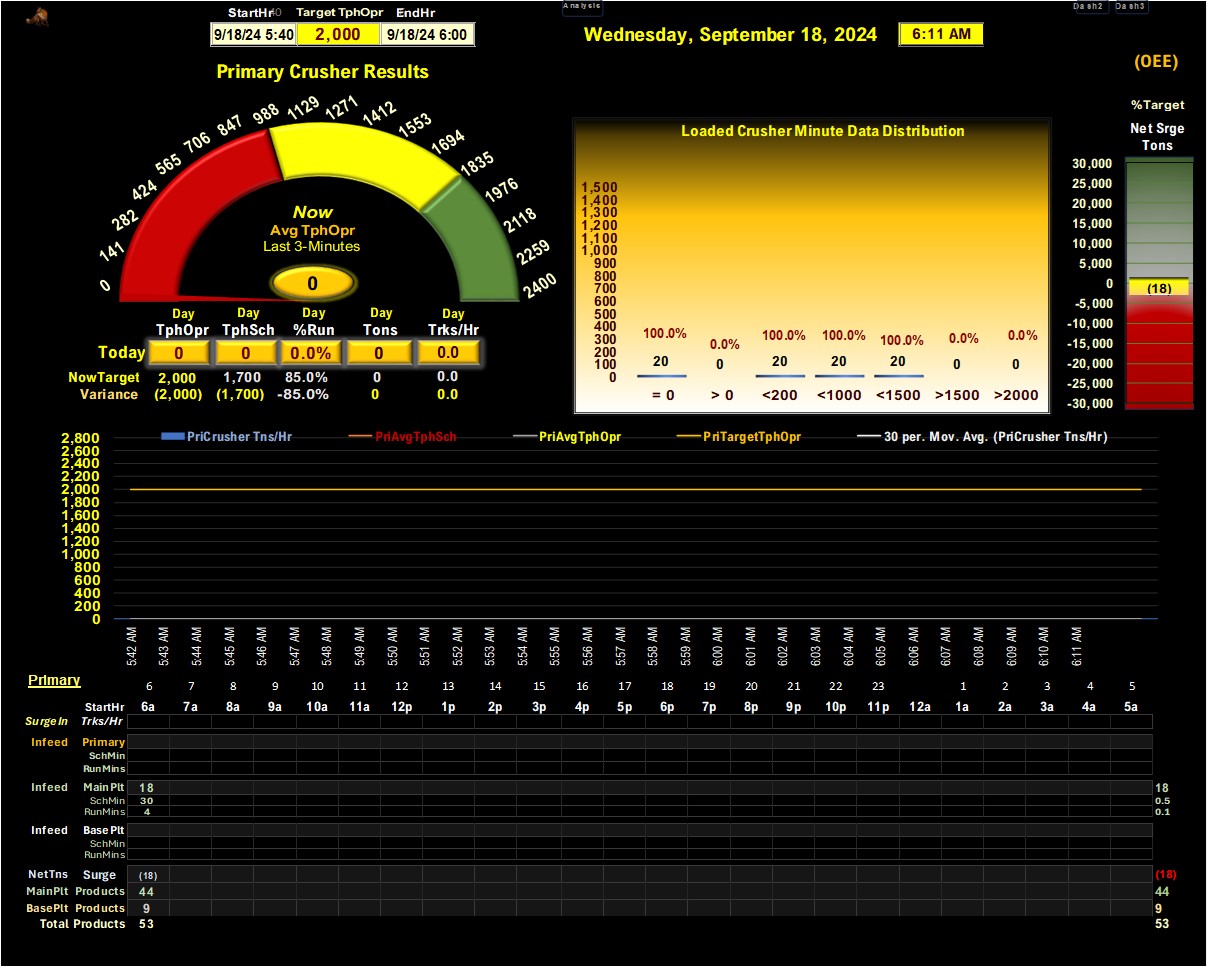 StartHr Target TphOpr EndHr
9/18/24 5:40 2,000 9/18/24 6:00
Analysis
Dash2 Dash3
Wednesday, September 18, 2024 6:11 AM
(OEE)
Primary Crusher Results
0 141 282 424 565 706 847 988 1129 1271 1412 1553 1694 1835 1976 2118 2259 2400
Now
Avg TphOpr
Last 3-Minutes
0
Day Day Day Day Day
TphOpr TphSch %Run Tons Trks/Hr
Today 0 0 0.0% 0 0.0
NowTarget 2,000 1,700 85.0% 0 0.0
Variance (2,000) (1,700) -85.0% 0 0.0
Loaded Crusher Minute Data Distribution
1,500
1,400
1,300
1,200
1,100
1,000
900
800
700
600
500
400
300
200
100
0
100.0% 0.0% 100.0% 100.0% 100.0% 0.0% 0.0%
20 0 20 20 20 0 0
= 0 > 0 <200 <1000 <1500 >1500 >2000
%Target
Net Srge
Tons
30,000
25,000
20,000
15,000
10,000
5,000
0
(18)
-5,000
-10,000
-15,000
-20,000
-25,000
-30,000
PriCrusher Tns/Hr PriAvgTphSch PriAvgTphOpr PriTargetTphOpr 30 per. Mov. Avg. (PriCrusher Tns/Hr)
2,800
2,600
2,400
2,200
2,000
1,800
1,600
1,400
1,200
1,000
800
600
400
200
0
5:42 AM 5:43 AM 5:44 AM 5:45 AM 5:46 AM 5:47 AM 5:48 AM 5:49 AM 5:50 AM 5:51 AM 5:52 AM 5:53 AM 5:54 AM 5:55 AM 5:56 AM 5:57 AM 5:58 AM 5:59 AM 6:00 AM 6:01 AM 6:02 AM 6:03 AM 6:04 AM 6:05 AM 6:06 AM 6:07 AM 6:08 AM 6:09 AM 6:10 AM 6:11 AM
Primary
6 7 8 9 10 11 12 13 14 15 16 17 18 19 20 21 22 23 1 2 3 4 5
StartHr 6a 7a 8a 9a 10a 11a 12p 1p 2p 3p 4p 5p 6p 7p 8p 9p 10p 11p 12a 1a 2a 3a 4a 5a
SurgeIn Trks/Hr
Infeed Primary
SchMin
RunMins
Infeed MainPlt 18 18
SchMin 30 0.5
RunMins 4 0.1
Infeed BasePlt
SchMin
RunMins
NetTns Surge (18) (18)
MainPlt Products 44 44
BasePlt Products 9 9
Total Products 53 53